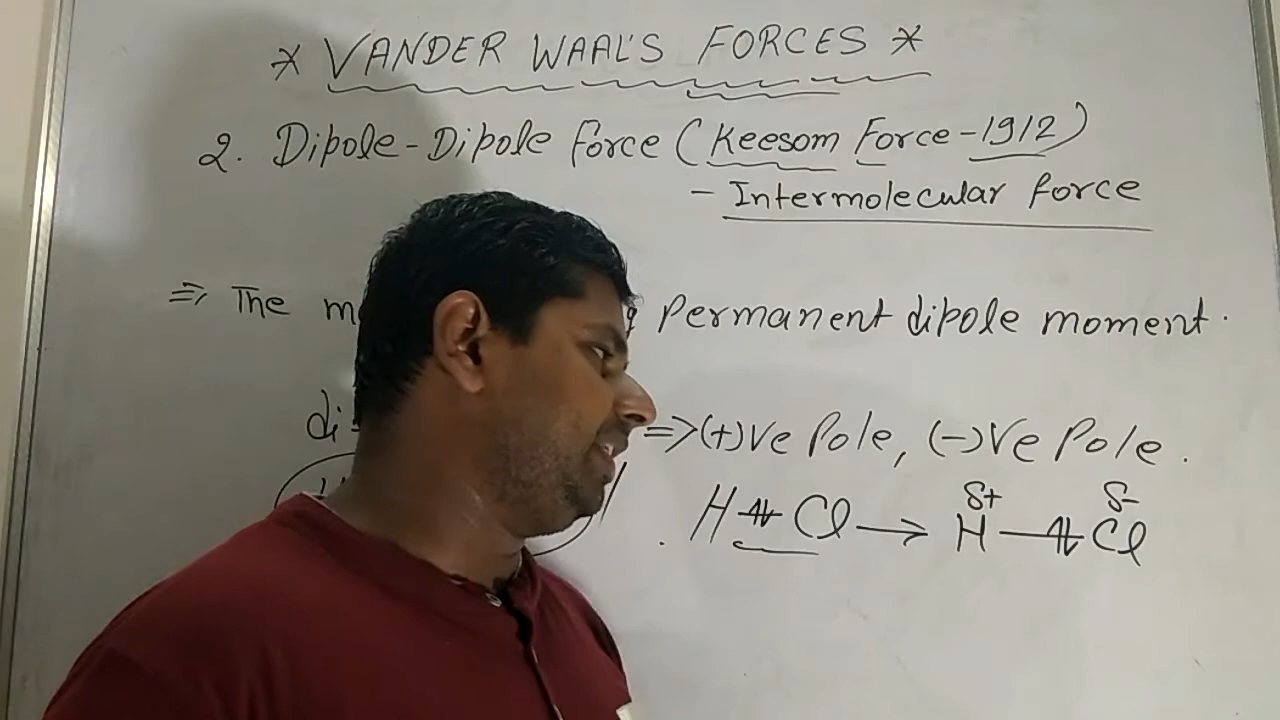 * VANDER WAAL'S FORCES *
2. Dipole-Dipole force (Keesom Force-1912)
- Intermolecular force
⇒ The permanent dipole moment.
⇒ (+)ve Pole, (-)ve Pole.
H Cl → H Cl
δ+ δ-